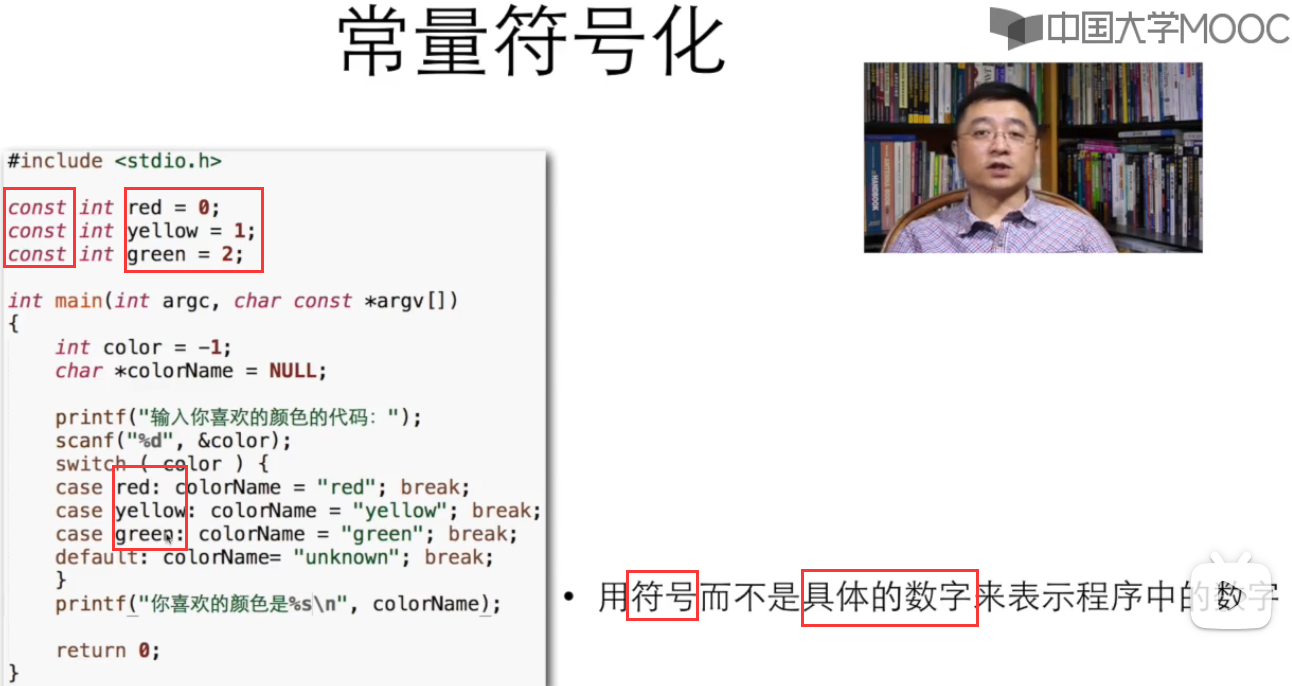 常量符号化
中国大学MOOC
#include <stdio.h>
const int red = 0;
const int yellow = 1;
const int green = 2;
int main(int argc, char const *argv[])
{
int color = -1;
char *colorName = NULL;
printf("输入你喜欢的颜色的代码：");
scanf("%d", &color);
switch ( color ) {
case red: colorName = "red"; break;
case yellow: colorName = "yellow"; break;
case green: colorName = "green"; break;
default: colorName= "unknown"; break;
}
printf("你喜欢的颜色是%s\n", colorName);
return 0;
}
• 用符号而不是具体的数字来表示程序中的数字
HANDBOOK